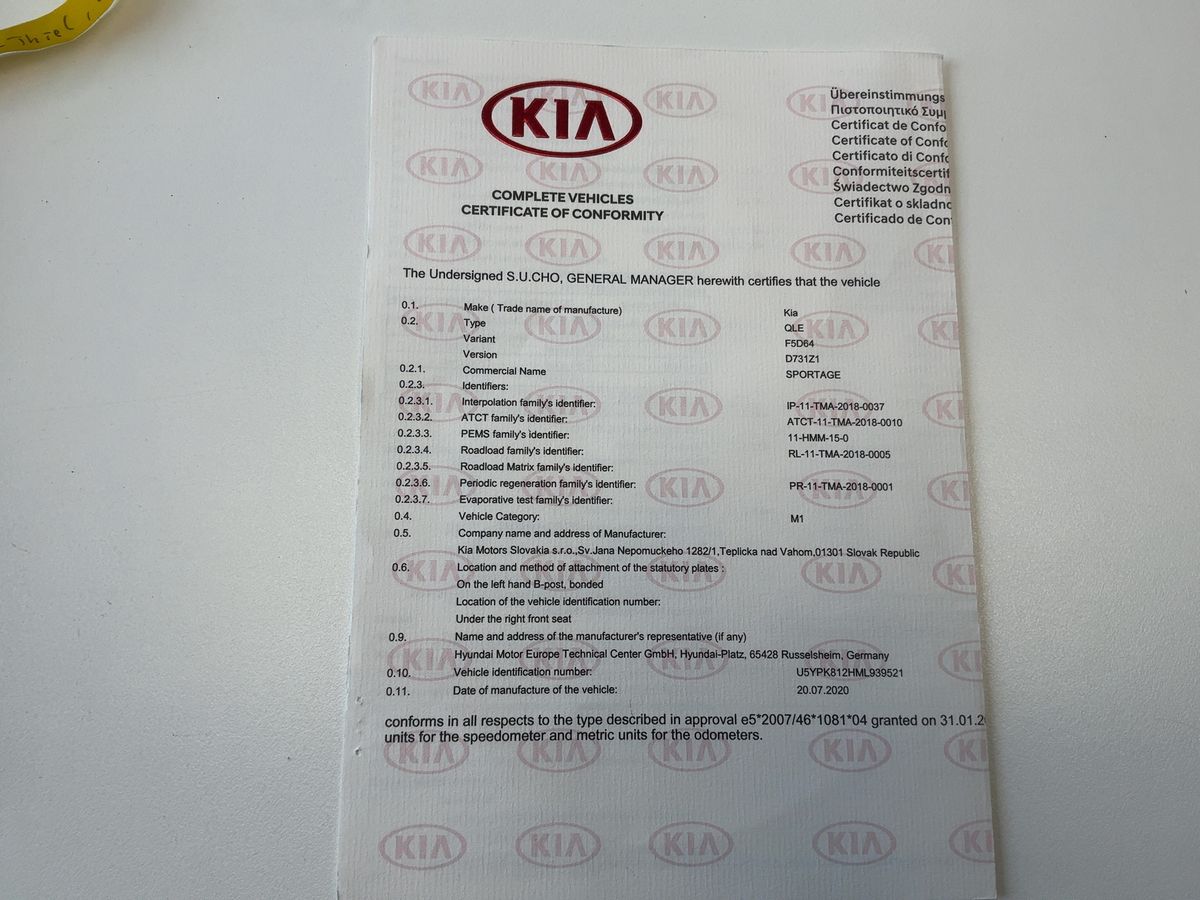 KIA
COMPLETE VEHICLES
CERTIFICATE OF CONFORMITY
Übereinstimmungs
Πιστοποιητικό Συμ
Certificat de Confo
Certificate of Confo
Certificato di Confo
Conformiteitscertif
Świadectwo Zgodn
Certifikat o skladno
Certificado de Con
The Undersigned S.U.CHO, GENERAL MANAGER herewith certifies that the vehicle
0.1. Make ( Trade name of manufacture) Kia
0.2. Type QLE
Variant F5D64
Version D731Z1
0.2.1. Commercial Name SPORTAGE
0.2.3. Identifiers:
0.2.3.1. Interpolation family's identifier: IP-11-TMA-2018-0037
0.2.3.2. ATCT family's identifier: ATCT-11-TMA-2018-0010
0.2.3.3. PEMS family's identifier: 11-HMM-15-0
0.2.3.4. Roadload family's identifier: RL-11-TMA-2018-0005
0.2.3.5. Roadload Matrix family's identifier:
0.2.3.6. Periodic regeneration family's identifier: PR-11-TMA-2018-0001
0.2.3.7. Evaporative test family's identifier:
0.4. Vehicle Category: M1
0.5. Company name and address of Manufacturer:
Kia Motors Slovakia s.r.o.,Sv.Jana Nepomuckeho 1282/1,Teplicka nad Vahom,01301 Slovak Republic
0.6. Location and method of attachment of the statutory plates :
On the left hand B-post, bonded
Location of the vehicle identification number:
Under the right front seat
0.9. Name and address of the manufacturer's representative (if any)
Hyundai Motor Europe Technical Center GmbH, Hyundai-Platz, 65428 Russelsheim, Germany
0.10. Vehicle identification number: U5YPK812HML939521
0.11. Date of manufacture of the vehicle: 20.07.2020
conforms in all respects to the type described in approval e5*2007/46*1081*04 granted on 31.01.2
units for the speedometer and metric units for the odometers.